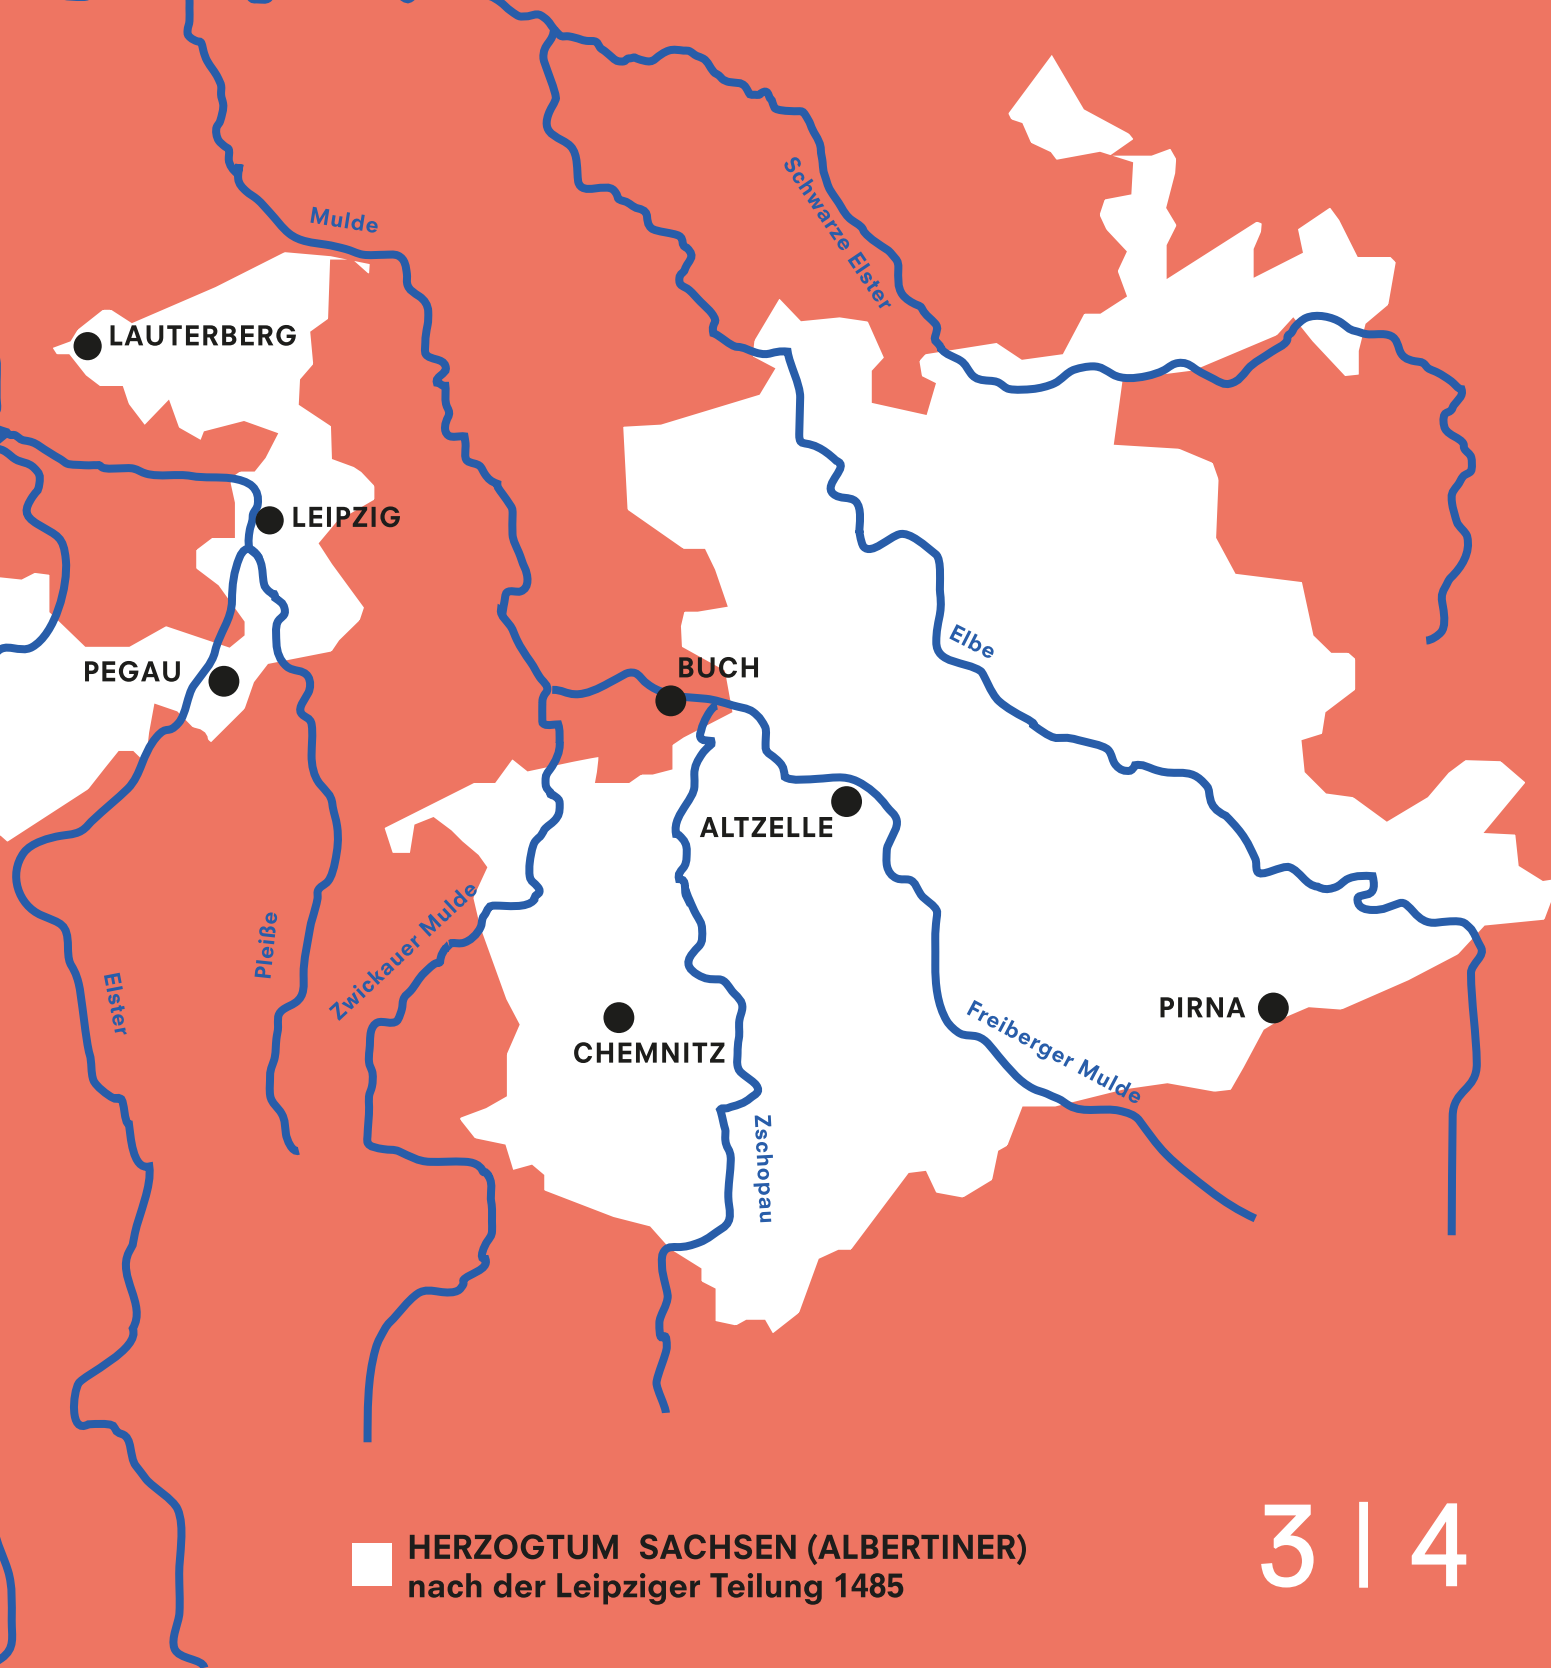 Schwarze Elster
Mulde
LAUTERBERG
LEIPZIG
Elbe
BUCH
PEGAU
ALTZELLE
Zwickauer Mulde
Pleiße
Elster
PIRNA
Freiberger Mulde
CHEMNITZ
Zschopau
HERZOGTUM SACHSEN (ALBERTINER)
nach der Leipziger Teilung 1485
3 | 4